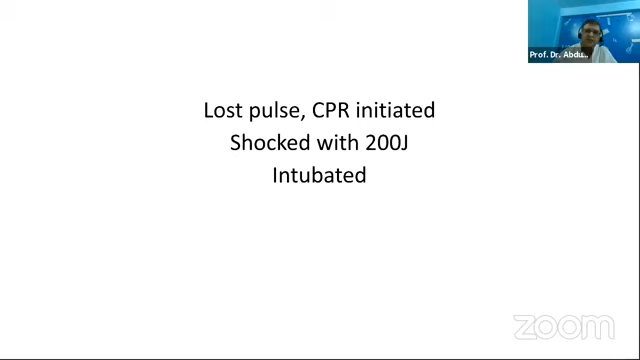 Prof. Dr. Abdu...
Lost pulse, CPR initiated
Shocked with 200J
Intubated
zoom